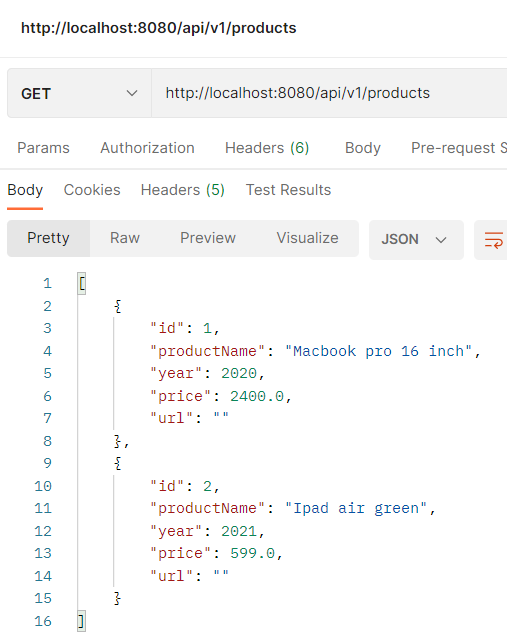 http://localhost:8080/api/v1/products
GET http://localhost:8080/api/v1/products
Params Authorization Headers (6) Body Pre-request S
Body Cookies Headers (5) Test Results
Pretty Raw Preview Visualize JSON
1 [
2 {
3 "id": 1,
4 "productName": "Macbook pro 16 inch",
5 "year": 2020,
6 "price": 2400.0,
7 "url": ""
8 },
9 {
10 "id": 2,
11 "productName": "Ipad air green",
12 "year": 2021,
13 "price": 599.0,
14 "url": ""
15 }
16 ]